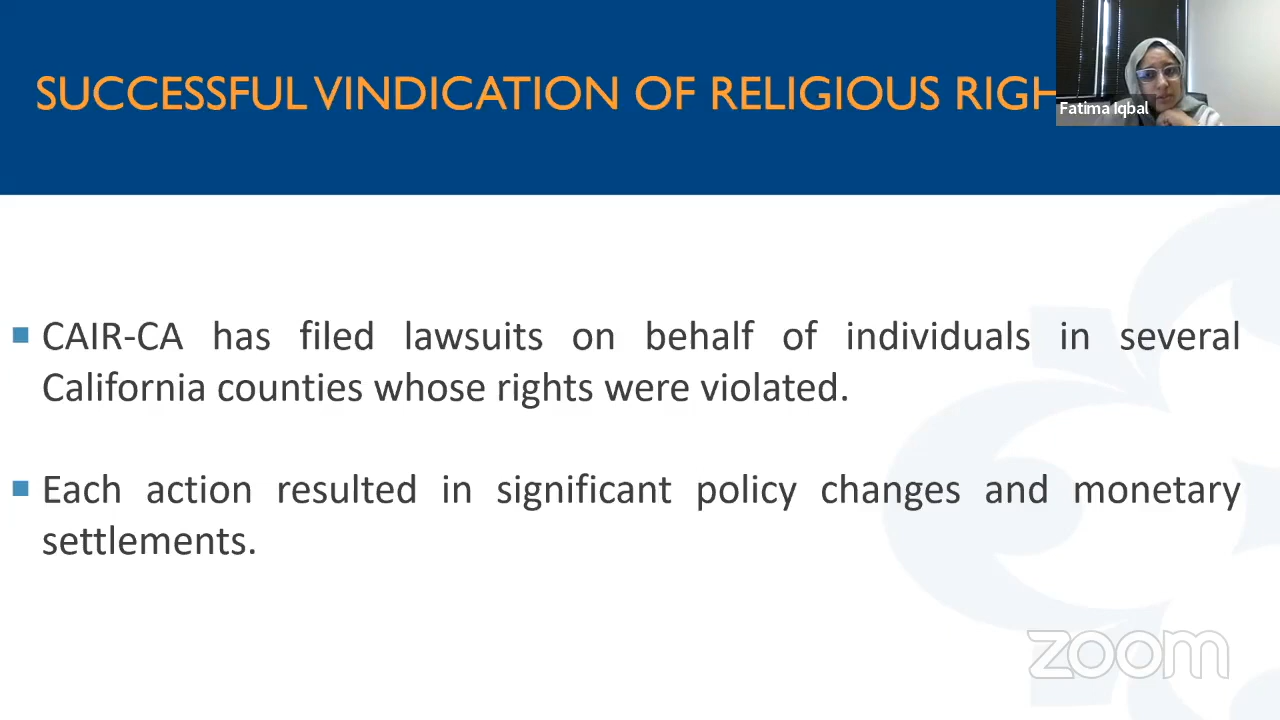 SUCCESSFUL VINDICATION OF RELIGIOUS RIGH
Fatima Iqbal
CAIR-CA has filed lawsuits on behalf of individuals in several
California counties whose rights were violated.
Each action resulted in significant policy changes and monetary
settlements.
zoom